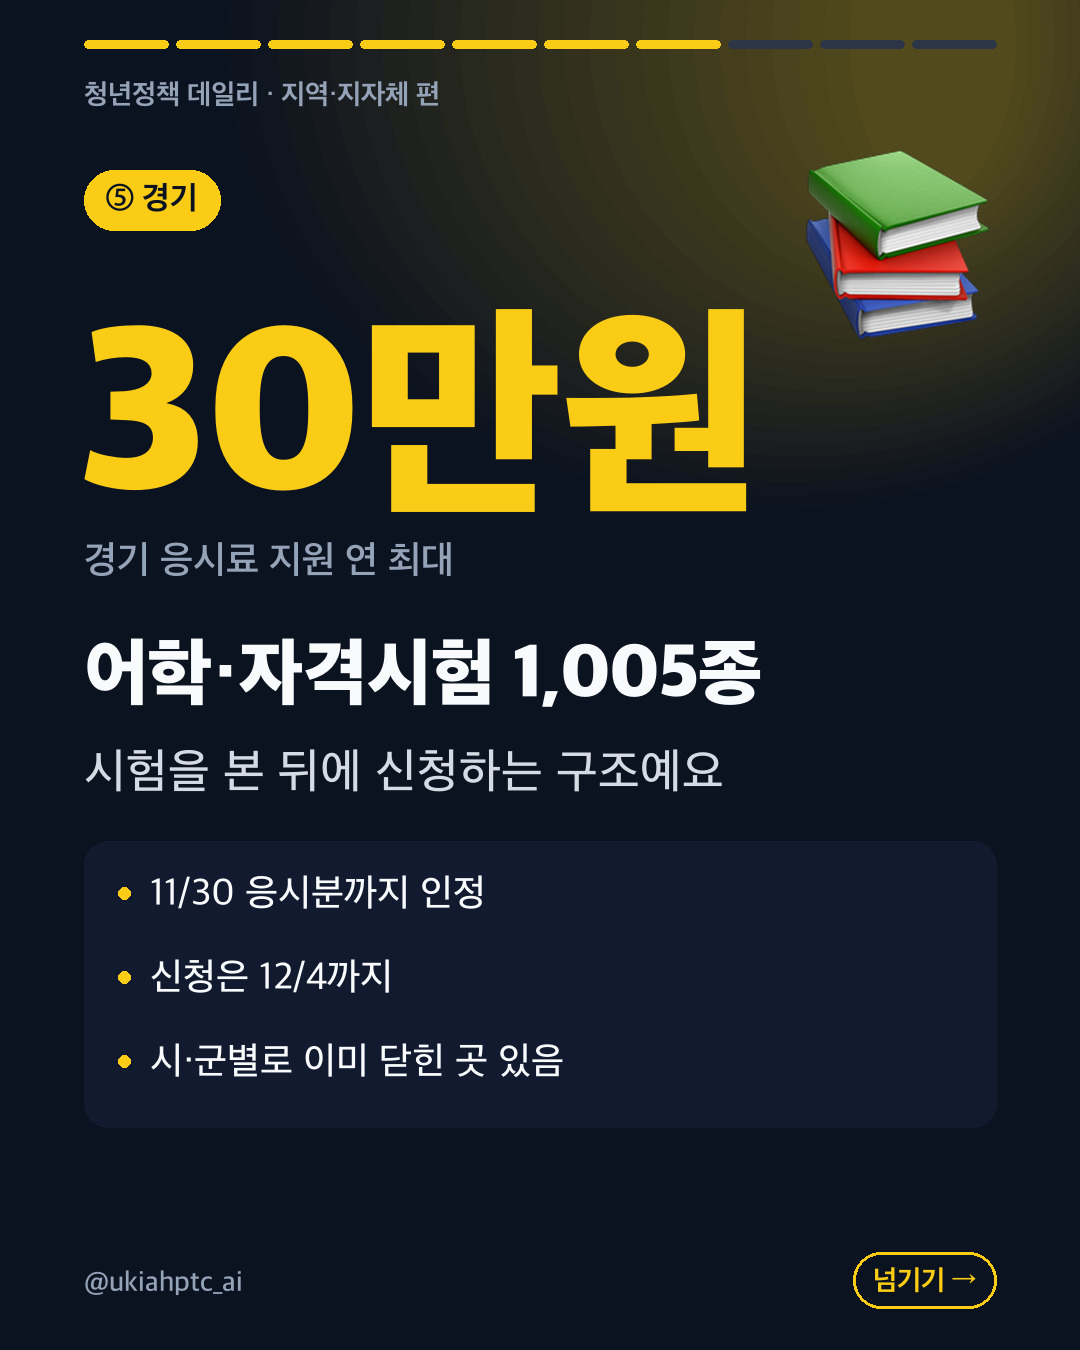 청년정책 데일리 · 지역·지자체 편
⑤ 경기
30만원
경기 응시료 지원 연 최대
어학·자격시험 1,005종
시험을 본 뒤에 신청하는 구조예요
• 11/30 응시분까지 인정
• 신청은 12/4까지
• 시·군별로 이미 닫힌 곳 있음
@ukiahptc_ai
넘기기 →